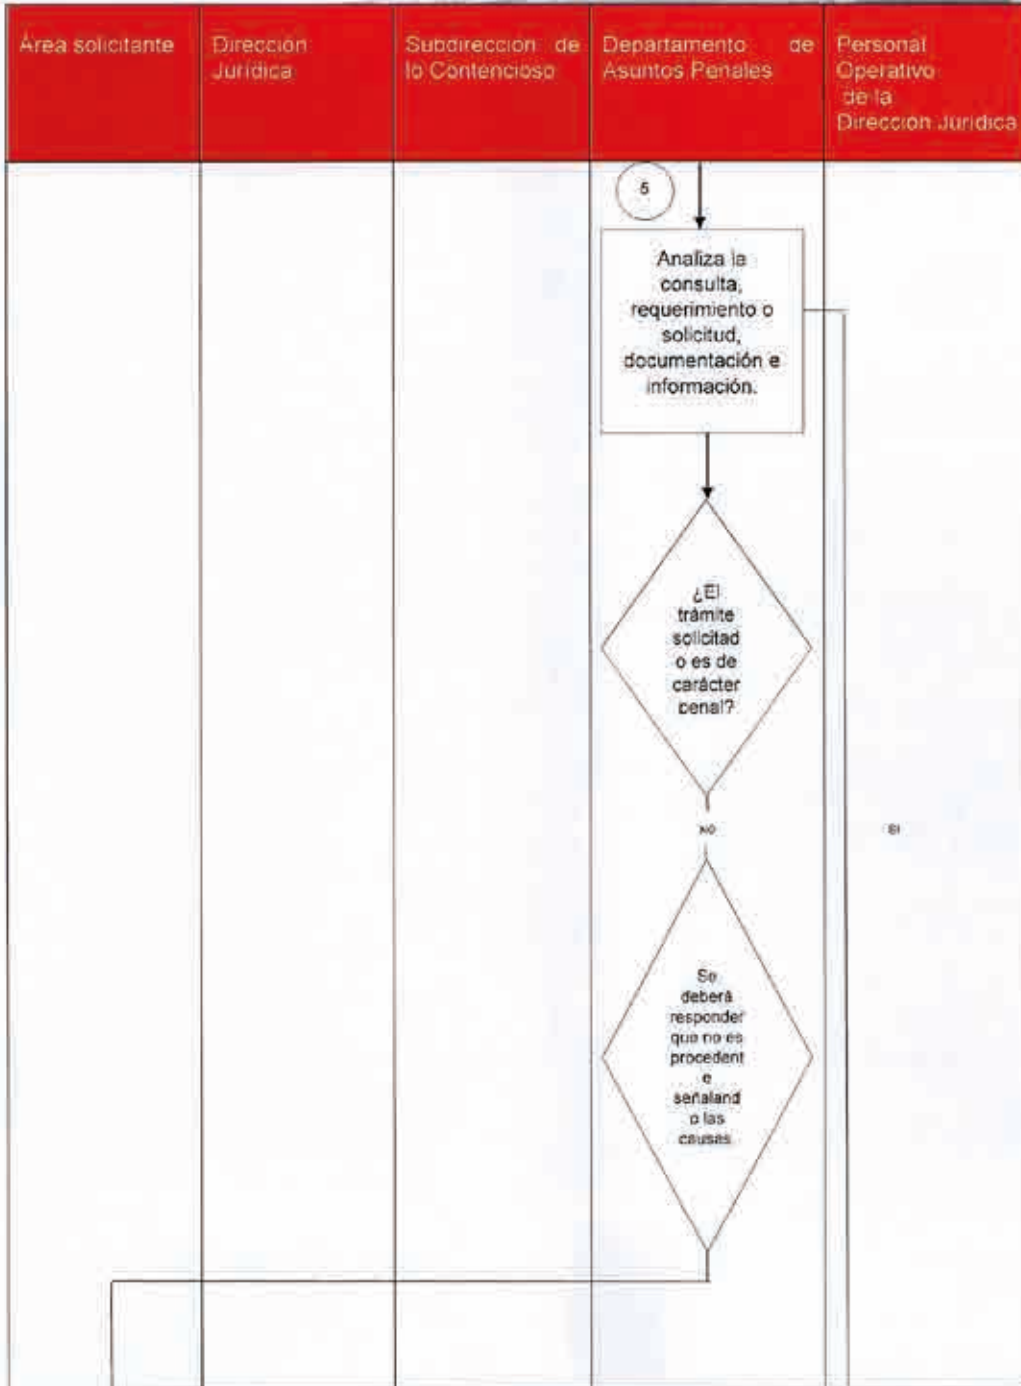 Área solicitante
Dirección
Jurídica
Subdirección de
lo Contencioso
Departamento de
Asuntos Penales
Personal
Operativo
de la
Dirección Jurídica
5
Analiza la
consulta,
requerimiento o
solicitud,
documentación e
información.
¿El
trámite
solicitad
o es de
carácter
penal?
NO
SI
Se
deberá
responder
que no es
procedent
e
señaland
o las
causas.